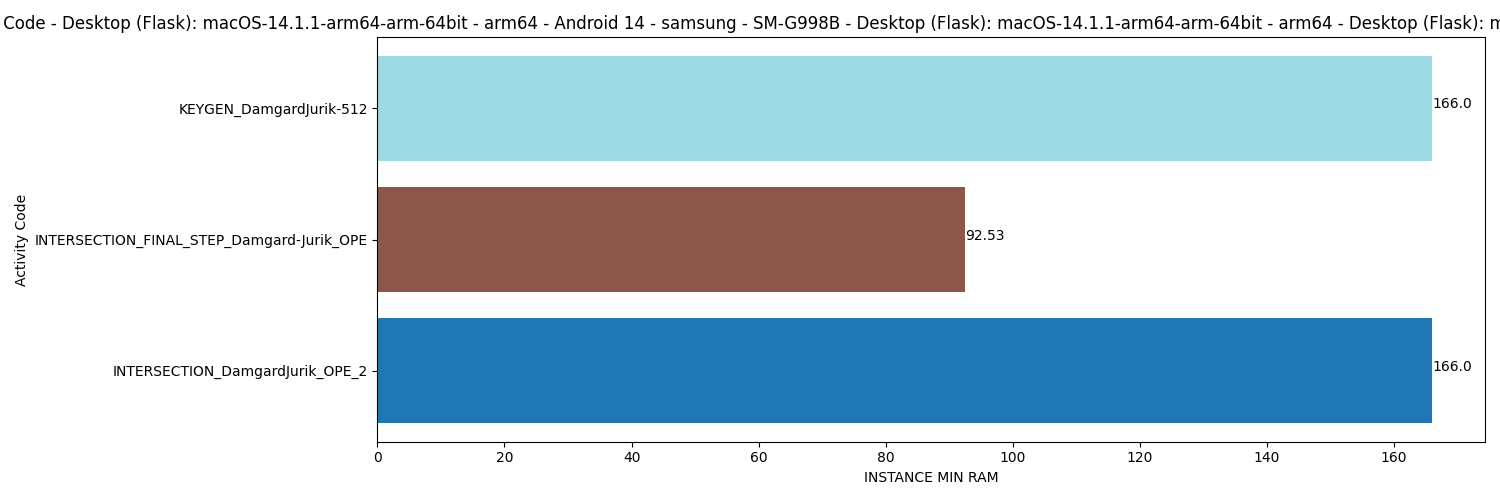 Code - Desktop (Flask): macOS-14.1.1-arm64-arm-64bit - arm64 - Android 14 - samsung - SM-G998B - Desktop (Flask): macOS-14.1.1-arm64-arm-64bit - arm64 - Desktop (Flask):
KEYGEN_DamgardJurik-512
166.0
INTERSECTION_FINAL_STEP_Damgard-Jurik_OPE
92.53
INTERSECTION_DamgardJurik_OPE_2
166.0
Activity Code
0 20 40 60 80 100 120 140 160
INSTANCE MIN RAM